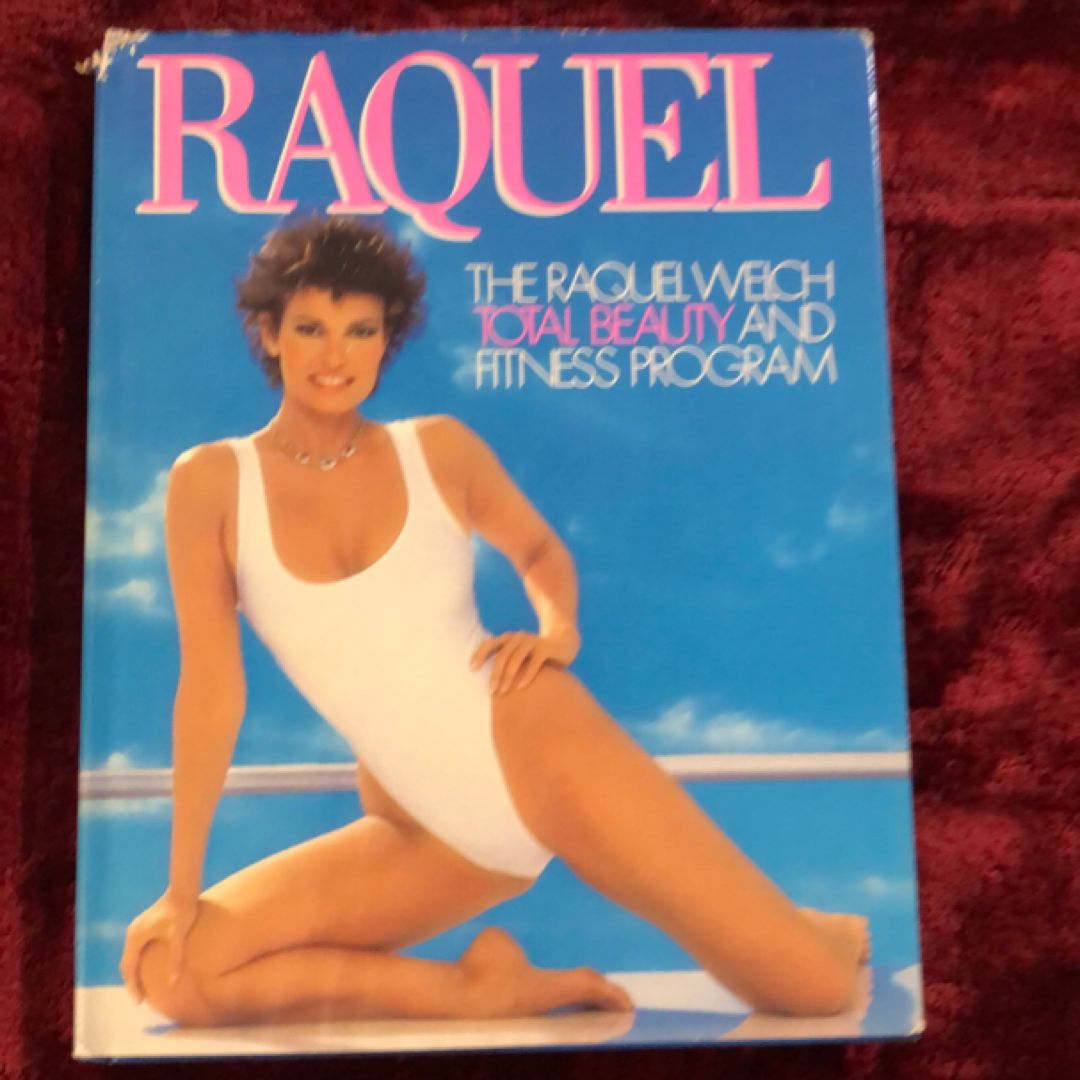 RAQUEL
THE RAQUEL WELCH
TOTAL BEAUTY AND
FITNESS PROGRAM